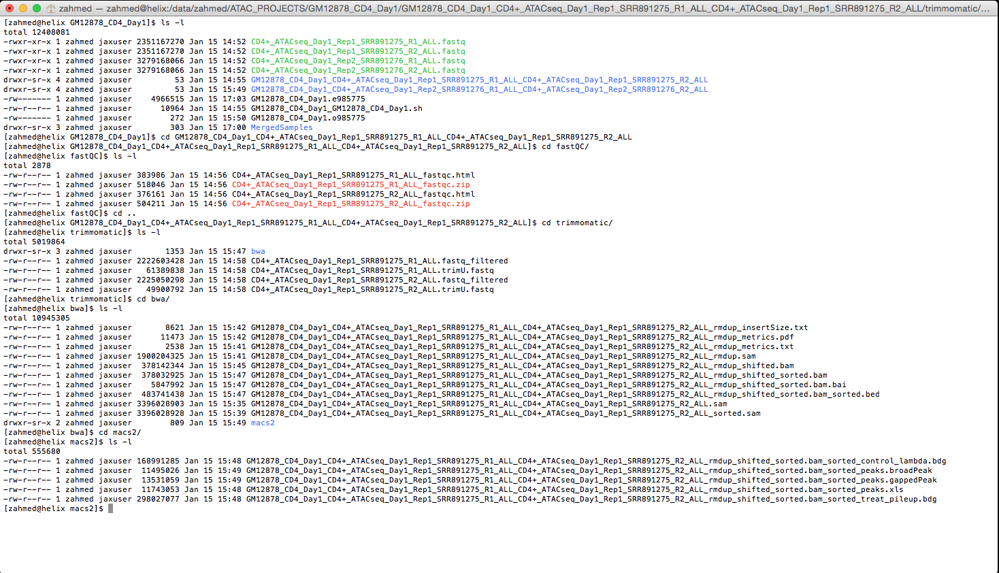 zahmed — zahmed@helix:/data/zahmed/ATAC_PROJECTS/GM12878_CD4_Day1/GM12878_CD4_Day1_CD4+_ATACseq_Day1_Rep1_SRR891275_R1_ALL_CD4+_ATACseq_Day1_Rep1_SRR891275_R2_ALL/trimmomatic/...
[zahmed@helix GM12878_CD4_Day1]$ ls -l
total 12408081
-rwxr-xr-x 1 zahmed jaxuser 2351167270 Jan 15 14:52 CD4+_ATACseq_Day1_Rep1_SRR891275_R1_ALL.fastq
-rwxr-xr-x 1 zahmed jaxuser 2351167270 Jan 15 14:52 CD4+_ATACseq_Day1_Rep1_SRR891275_R2_ALL.fastq
-rwxr-xr-x 1 zahmed jaxuser 3279168066 Jan 15 14:52 CD4+_ATACseq_Day1_Rep2_SRR891276_R1_ALL.fastq
-rwxr-xr-x 1 zahmed jaxuser 3279168066 Jan 15 14:52 CD4+_ATACseq_Day1_Rep2_SRR891276_R2_ALL.fastq
drwxr-sr-x 4 zahmed jaxuser 53 Jan 15 14:55 GM12878_CD4_Day1_CD4+_ATACseq_Day1_Rep1_SRR891275_R1_ALL_CD4+_ATACseq_Day1_Rep1_SRR891275_R2_ALL
drwxr-sr-x 4 zahmed jaxuser 53 Jan 15 15:49 GM12878_CD4_Day1_CD4+_ATACseq_Day1_Rep2_SRR891276_R1_ALL_CD4+_ATACseq_Day1_Rep2_SRR891276_R2_ALL
-rw------- 1 zahmed jaxuser 4966515 Jan 15 17:03 GM12878_CD4_Day1.e985775
-rw-r--r-- 1 zahmed jaxuser 10964 Jan 15 14:55 GM12878_CD4_Day1_GM12878_CD4_Day1.sh
-rw------- 1 zahmed jaxuser 272 Jan 15 15:50 GM12878_CD4_Day1.o985775
drwxr-sr-x 3 zahmed jaxuser 303 Jan 15 17:00 MergedSamples
[zahmed@helix GM12878_CD4_Day1]$ cd GM12878_CD4_Day1_CD4+_ATACseq_Day1_Rep1_SRR891275_R1_ALL_CD4+_ATACseq_Day1_Rep1_SRR891275_R2_ALL
[zahmed@helix GM12878_CD4_Day1_CD4+_ATACseq_Day1_Rep1_SRR891275_R1_ALL_CD4+_ATACseq_Day1_Rep1_SRR891275_R2_ALL]$ cd fastQC/
[zahmed@helix fastQC]$ ls -l
total 2878
-rw-r--r-- 1 zahmed jaxuser 383986 Jan 15 14:56 CD4+_ATACseq_Day1_Rep1_SRR891275_R1_ALL_fastqc.html
-rw-r--r-- 1 zahmed jaxuser 518046 Jan 15 14:56 CD4+_ATACseq_Day1_Rep1_SRR891275_R1_ALL_fastqc.zip
-rw-r--r-- 1 zahmed jaxuser 376161 Jan 15 14:56 CD4+_ATACseq_Day1_Rep1_SRR891275_R2_ALL_fastqc.html
-rw-r--r-- 1 zahmed jaxuser 504211 Jan 15 14:56 CD4+_ATACseq_Day1_Rep1_SRR891275_R2_ALL_fastqc.zip
[zahmed@helix fastQC]$ cd ..
[zahmed@helix GM12878_CD4_Day1_CD4+_ATACseq_Day1_Rep1_SRR891275_R1_ALL_CD4+_ATACseq_Day1_Rep1_SRR891275_R2_ALL]$ cd trimmomatic/
[zahmed@helix trimmomatic]$ ls -l
total 5019864
drwxr-sr-x 3 zahmed jaxuser 1353 Jan 15 15:47 bwa
-rw-r--r-- 1 zahmed jaxuser 2222603428 Jan 15 14:58 CD4+_ATACseq_Day1_Rep1_SRR891275_R1_ALL.fastq_filtered
-rw-r--r-- 1 zahmed jaxuser 61389838 Jan 15 14:58 CD4+_ATACseq_Day1_Rep1_SRR891275_R1_ALL.trimU.fastq
-rw-r--r-- 1 zahmed jaxuser 2225050298 Jan 15 14:58 CD4+_ATACseq_Day1_Rep1_SRR891275_R2_ALL.fastq_filtered
-rw-r--r-- 1 zahmed jaxuser 49900792 Jan 15 14:58 CD4+_ATACseq_Day1_Rep1_SRR891275_R2_ALL.trimU.fastq
[zahmed@helix trimmomatic]$ cd bwa/
[zahmed@helix bwa]$ ls -l
total 10945305
-rw-r--r-- 1 zahmed jaxuser 8621 Jan 15 15:42 GM12878_CD4_Day1_CD4+_ATACseq_Day1_Rep1_SRR891275_R1_ALL_CD4+_ATACseq_Day1_Rep1_SRR891275_R2_ALL_rmdup_insertSize.txt
-rw-r--r-- 1 zahmed jaxuser 11473 Jan 15 15:42 GM12878_CD4_Day1_CD4+_ATACseq_Day1_Rep1_SRR891275_R1_ALL_CD4+_ATACseq_Day1_Rep1_SRR891275_R2_ALL_rmdup_metrics.pdf
-rw-r--r-- 1 zahmed jaxuser 2538 Jan 15 15:41 GM12878_CD4_Day1_CD4+_ATACseq_Day1_Rep1_SRR891275_R1_ALL_CD4+_ATACseq_Day1_Rep1_SRR891275_R2_ALL_rmdup_metrics.txt
-rw-r--r-- 1 zahmed jaxuser 1900204325 Jan 15 15:41 GM12878_CD4_Day1_CD4+_ATACseq_Day1_Rep1_SRR891275_R1_ALL_CD4+_ATACseq_Day1_Rep1_SRR891275_R2_ALL_rmdup.sam
-rw-r--r-- 1 zahmed jaxuser 378142344 Jan 15 15:45 GM12878_CD4_Day1_CD4+_ATACseq_Day1_Rep1_SRR891275_R1_ALL_CD4+_ATACseq_Day1_Rep1_SRR891275_R2_ALL_rmdup_shifted.bam
-rw-r--r-- 1 zahmed jaxuser 378032925 Jan 15 15:47 GM12878_CD4_Day1_CD4+_ATACseq_Day1_Rep1_SRR891275_R1_ALL_CD4+_ATACseq_Day1_Rep1_SRR891275_R2_ALL_rmdup_shifted_sorted.bam
-rw-r--r-- 1 zahmed jaxuser 5847992 Jan 15 15:47 GM12878_CD4_Day1_CD4+_ATACseq_Day1_Rep1_SRR891275_R1_ALL_CD4+_ATACseq_Day1_Rep1_SRR891275_R2_ALL_rmdup_shifted_sorted.bam.bai
-rw-r--r-- 1 zahmed jaxuser 483741438 Jan 15 15:47 GM12878_CD4_Day1_CD4+_ATACseq_Day1_Rep1_SRR891275_R1_ALL_CD4+_ATACseq_Day1_Rep1_SRR891275_R2_ALL_rmdup_shifted_sorted.bam_sorted.bed
-rw-r--r-- 1 zahmed jaxuser 3396028903 Jan 15 15:35 GM12878_CD4_Day1_CD4+_ATACseq_Day1_Rep1_SRR891275_R1_ALL_CD4+_ATACseq_Day1_Rep1_SRR891275_R2_ALL.sam
-rw-r--r-- 1 zahmed jaxuser 3396028928 Jan 15 15:39 GM12878_CD4_Day1_CD4+_ATACseq_Day1_Rep1_SRR891275_R1_ALL_CD4+_ATACseq_Day1_Rep1_SRR891275_R2_ALL_sorted.sam
drwxr-sr-x 2 zahmed jaxuser 809 Jan 15 15:49 macs2
[zahmed@helix bwa]$ cd macs2/
[zahmed@helix macs2]$ ls -l
total 555680
-rw-r--r-- 1 zahmed jaxuser 168991285 Jan 15 15:48 GM12878_CD4_Day1_CD4+_ATACseq_Day1_Rep1_SRR891275_R1_ALL_CD4+_ATACseq_Day1_Rep1_SRR891275_R2_ALL_rmdup_shifted_sorted.bam_sorted_control_lambda.bdg
-rw-r--r-- 1 zahmed jaxuser 11495026 Jan 15 15:49 GM12878_CD4_Day1_CD4+_ATACseq_Day1_Rep1_SRR891275_R1_ALL_CD4+_ATACseq_Day1_Rep1_SRR891275_R2_ALL_rmdup_shifted_sorted.bam_sorted_peaks.broadPeak
-rw-r--r-- 1 zahmed jaxuser 13531059 Jan 15 15:49 GM12878_CD4_Day1_CD4+_ATACseq_Day1_Rep1_SRR891275_R1_ALL_CD4+_ATACseq_Day1_Rep1_SRR891275_R2_ALL_rmdup_shifted_sorted.bam_sorted_peaks.gappedPeak
-rw-r--r-- 1 zahmed jaxuser 11743053 Jan 15 15:48 GM12878_CD4_Day1_CD4+_ATACseq_Day1_Rep1_SRR891275_R1_ALL_CD4+_ATACseq_Day1_Rep1_SRR891275_R2_ALL_rmdup_shifted_sorted.bam_sorted_peaks.xls
-rw-r--r-- 1 zahmed jaxuser 298027077 Jan 15 15:48 GM12878_CD4_Day1_CD4+_ATACseq_Day1_Rep1_SRR891275_R1_ALL_CD4+_ATACseq_Day1_Rep1_SRR891275_R2_ALL_rmdup_shifted_sorted.bam_sorted_treat_pileup.bdg
[zahmed@helix macs2]$